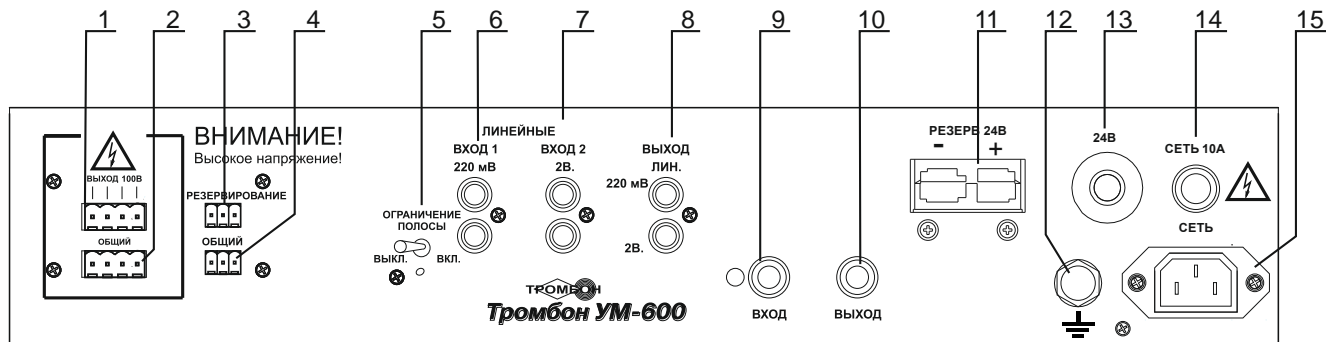 1 2 3 4 5 6 7 8 9 10 11 12 13 14 15
ВНИМАНИЕ!
Высокое напряжение!
ВЫХОД 100В
ОБЩИЙ
РЕЗЕРВИРОВАНИЕ
ОБЩИЙ
ОГРАНИЧЕНИЕ
ПОЛОСЫ
ВЫКЛ.
ВКЛ.
ЛИНЕЙНЫЕ
ВХОД 1
220 мВ
ВХОД 2
2В.
ВЫХОД
ЛИН.
220 мВ
2В.
ТРОМБОН
Тромбон УМ-600
ВХОД
ВЫХОД
РЕЗЕРВ 24В
- +
24В
СЕТЬ 10А
СЕТЬ